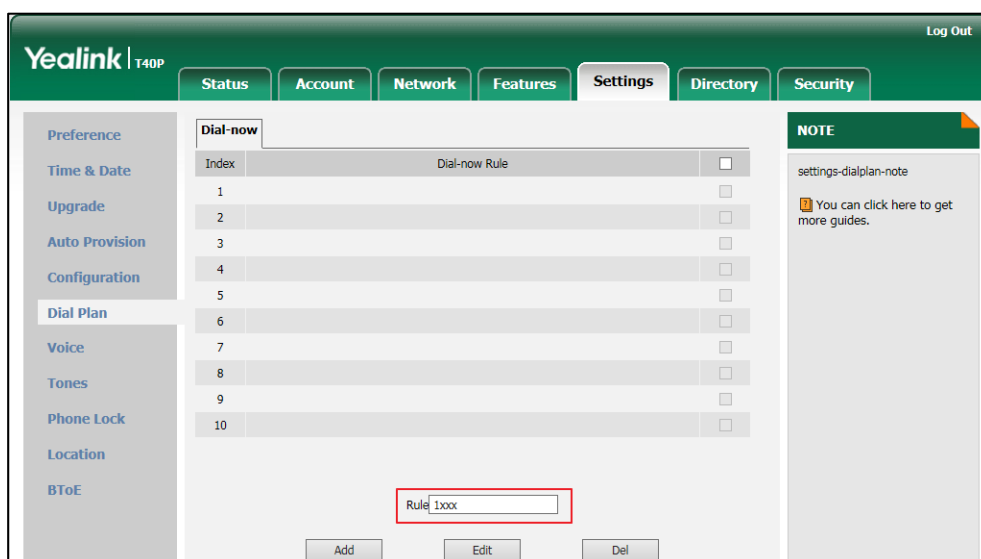 Log Out
Yealink T40P
Status Account Network Features Settings Directory Security
Preference
Time & Date
Upgrade
Auto Provision
Configuration
Dial Plan
Voice
Tones
Phone Lock
Location
BToE
Dial-now
Index Dial-now Rule
1
2
3
4
5
6
7
8
9
10
Rule 1xxx
Add Edit Del
NOTE
settings-dialplan-note
? You can click here to get
more guides.